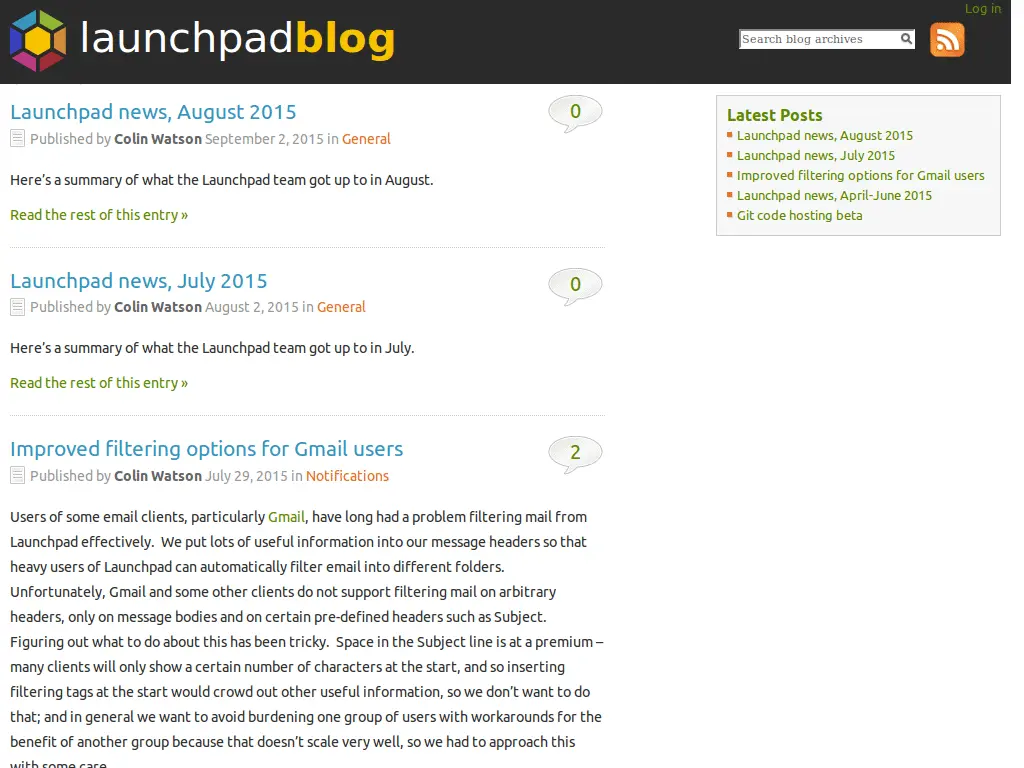 Log in
launchpadblog
Search blog archives
Launchpad news, August 2015
0
Published by Colin Watson September 2, 2015 in General
Here’s a summary of what the Launchpad team got up to in August.
Read the rest of this entry »
Launchpad news, July 2015
0
Published by Colin Watson August 2, 2015 in General
Here’s a summary of what the Launchpad team got up to in July.
Read the rest of this entry »
Improved filtering options for Gmail users
2
Published by Colin Watson July 29, 2015 in Notifications
Users of some email clients, particularly Gmail, have long had a problem filtering mail from
Launchpad effectively.  We put lots of useful information into our message headers so that
heavy users of Launchpad can automatically filter email into different folders.
Unfortunately, Gmail and some other clients do not support filtering mail on arbitrary
headers, only on message bodies and on certain pre-defined headers such as Subject.
Figuring out what to do about this has been tricky.  Space in the Subject line is at a premium –
many clients will only show a certain number of characters at the start, and so inserting
filtering tags at the start would crowd out other useful information, so we don’t want to do
that; and in general we want to avoid burdening one group of users with workarounds for the
benefit of another group because that doesn’t scale very well, so we had to approach this
with some care.
Latest Posts
Launchpad news, August 2015
Launchpad news, July 2015
Improved filtering options for Gmail users
Launchpad news, April-June 2015
Git code hosting beta